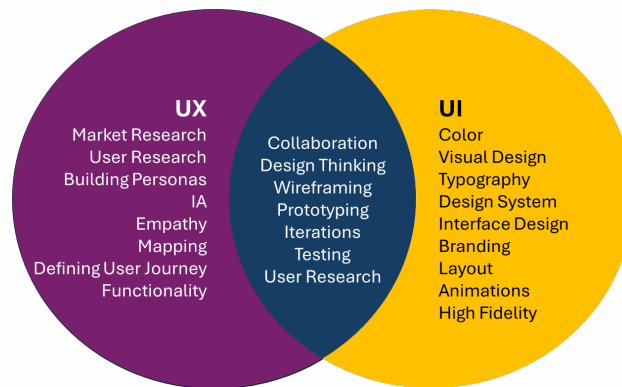 UX
Market Research
User Research
Building Personas
IA
Empathy
Mapping
Defining User Journey
Functionality
Collaboration
Design Thinking
Wireframing
Prototyping
Iterations
Testing
User Research
UI
Color
Visual Design
Typography
Design System
Interface Design
Branding
Layout
Animations
High Fidelity